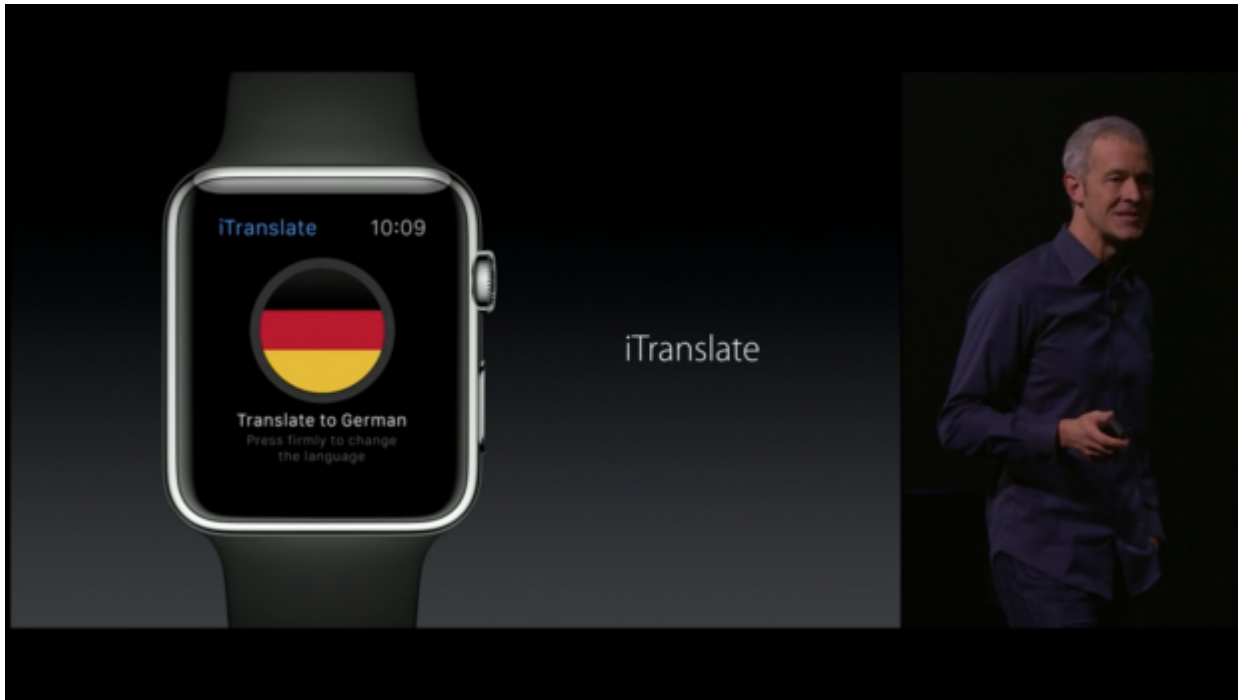 iTranslate 10:09
Translate to German
Press firmly to change
the language
iTranslate